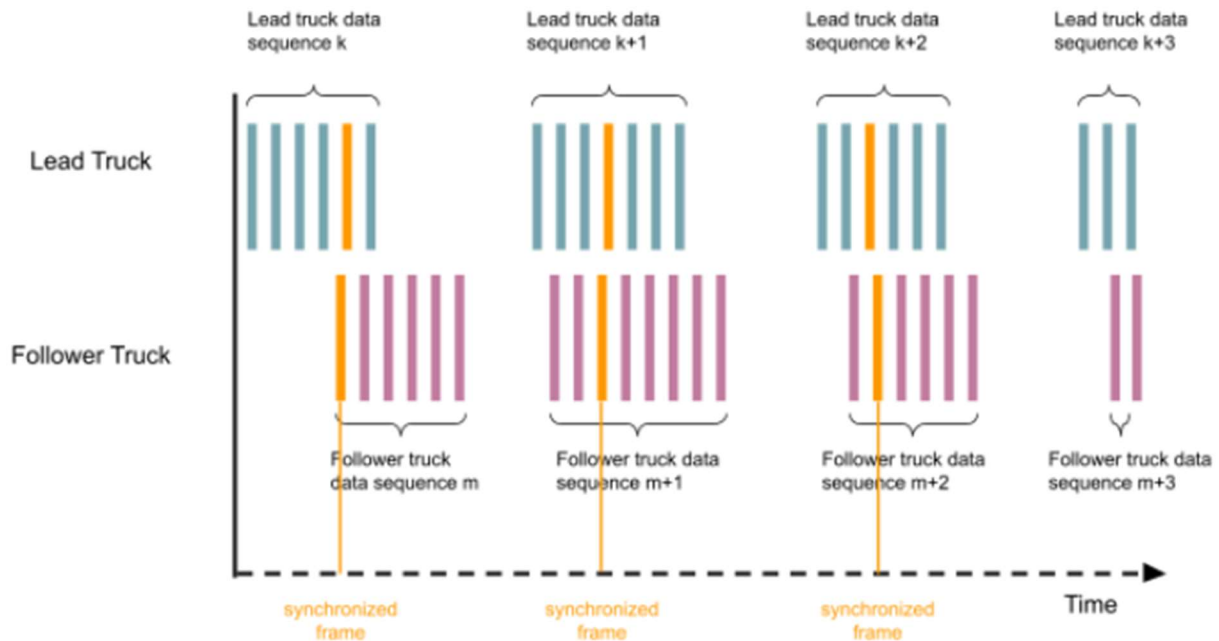 Lead truck data
sequence k
Lead truck data
sequence k+1
Lead truck data
sequence k+2
Lead truck data
sequence k+3
Lead Truck
Follower Truck
Follower truck
data sequence m
Follower truck data
sequence m+1
Follower truck data
sequence m+2
Follower truck data
sequence m+3
Time
synchronized
frame
synchronized
frame
synchronized
frame